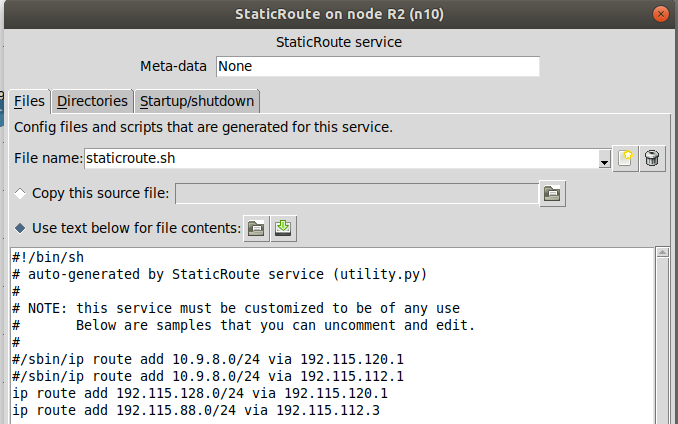 StaticRoute on node R2 (n10)
StaticRoute service
Meta-data None
Files Directories Startup/shutdown
Config files and scripts that are generated for this service.
File name: staticroute.sh
Copy this source file:
Use text below for file contents:
#!/bin/sh
# auto-generated by StaticRoute service (utility.py)
#
# NOTE: this service must be customized to be of any use
#       Below are samples that you can uncomment and edit.
#
#/sbin/ip route add 10.9.8.0/24 via 192.115.120.1
#/sbin/ip route add 10.9.8.0/24 via 192.115.112.1
ip route add 192.115.128.0/24 via 192.115.120.1
ip route add 192.115.88.0/24 via 192.115.112.3